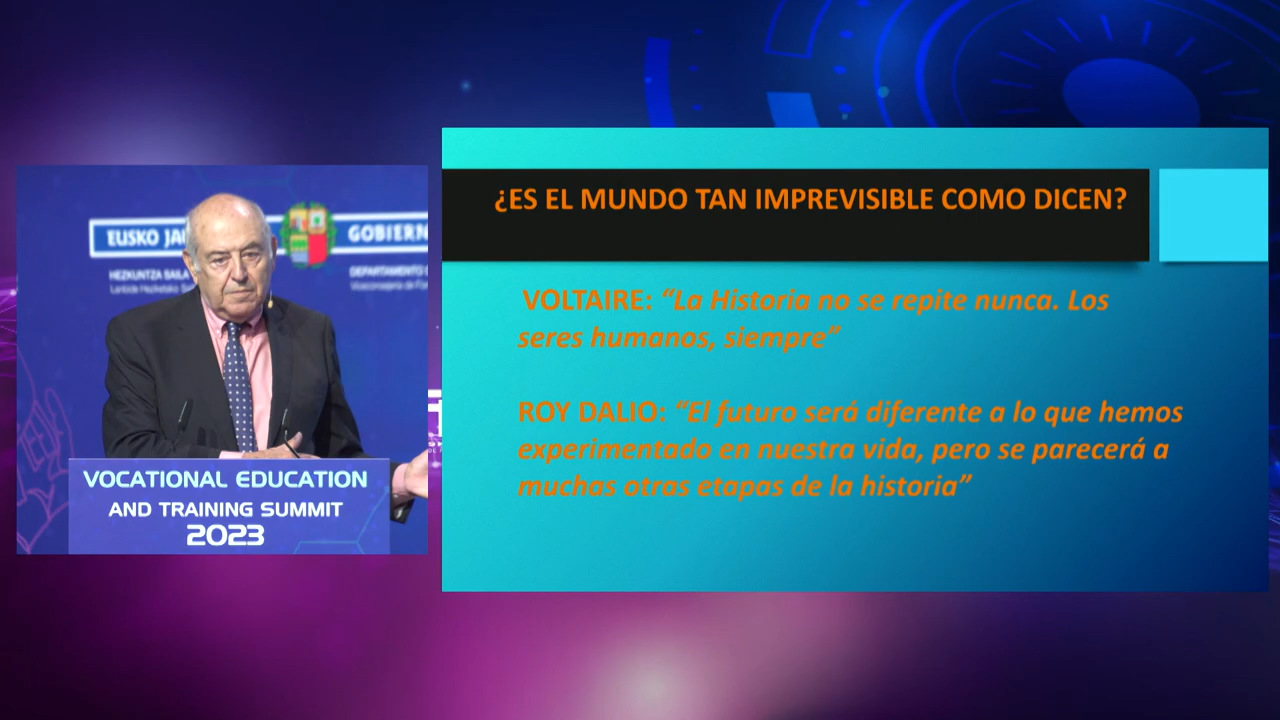 EUSKO JA
GOBIERN
HEZKUNTZA SAILA
DEPARTAMENTO
VOCATIONAL EDUCATION
AND TRAINING SUMMIT
2023
¿ES EL MUNDO TAN IMPREVISIBLE COMO DICEN?
VOLTAIRE: “La Historia no se repite nunca. Los
seres humanos, siempre”
ROY DALIO: “El futuro será diferente a lo que hemos
experimentado en nuestra vida, pero se parecerá a
muchas otras etapas de la historia”